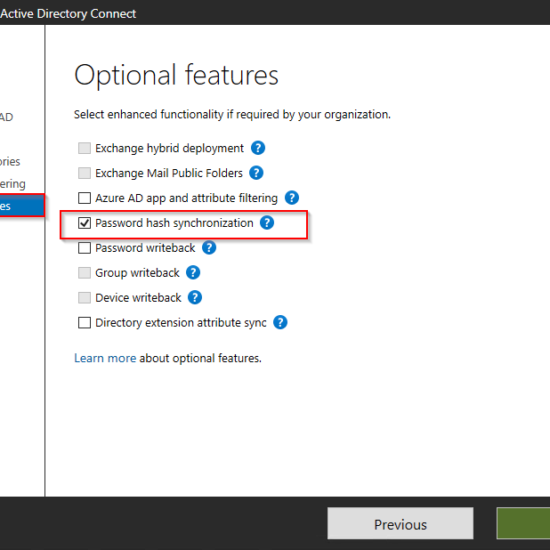 Active Directory Connect
Optional features
Select enhanced functionality if required by your organization.
AD
ories
ering
es
Exchange hybrid deployment ?
Exchange Mail Public Folders ?
Azure AD app and attribute filtering ?
Password hash synchronization ?
Password writeback ?
Group writeback ?
Device writeback ?
Directory extension attribute sync ?
Learn more about optional features.
Previous